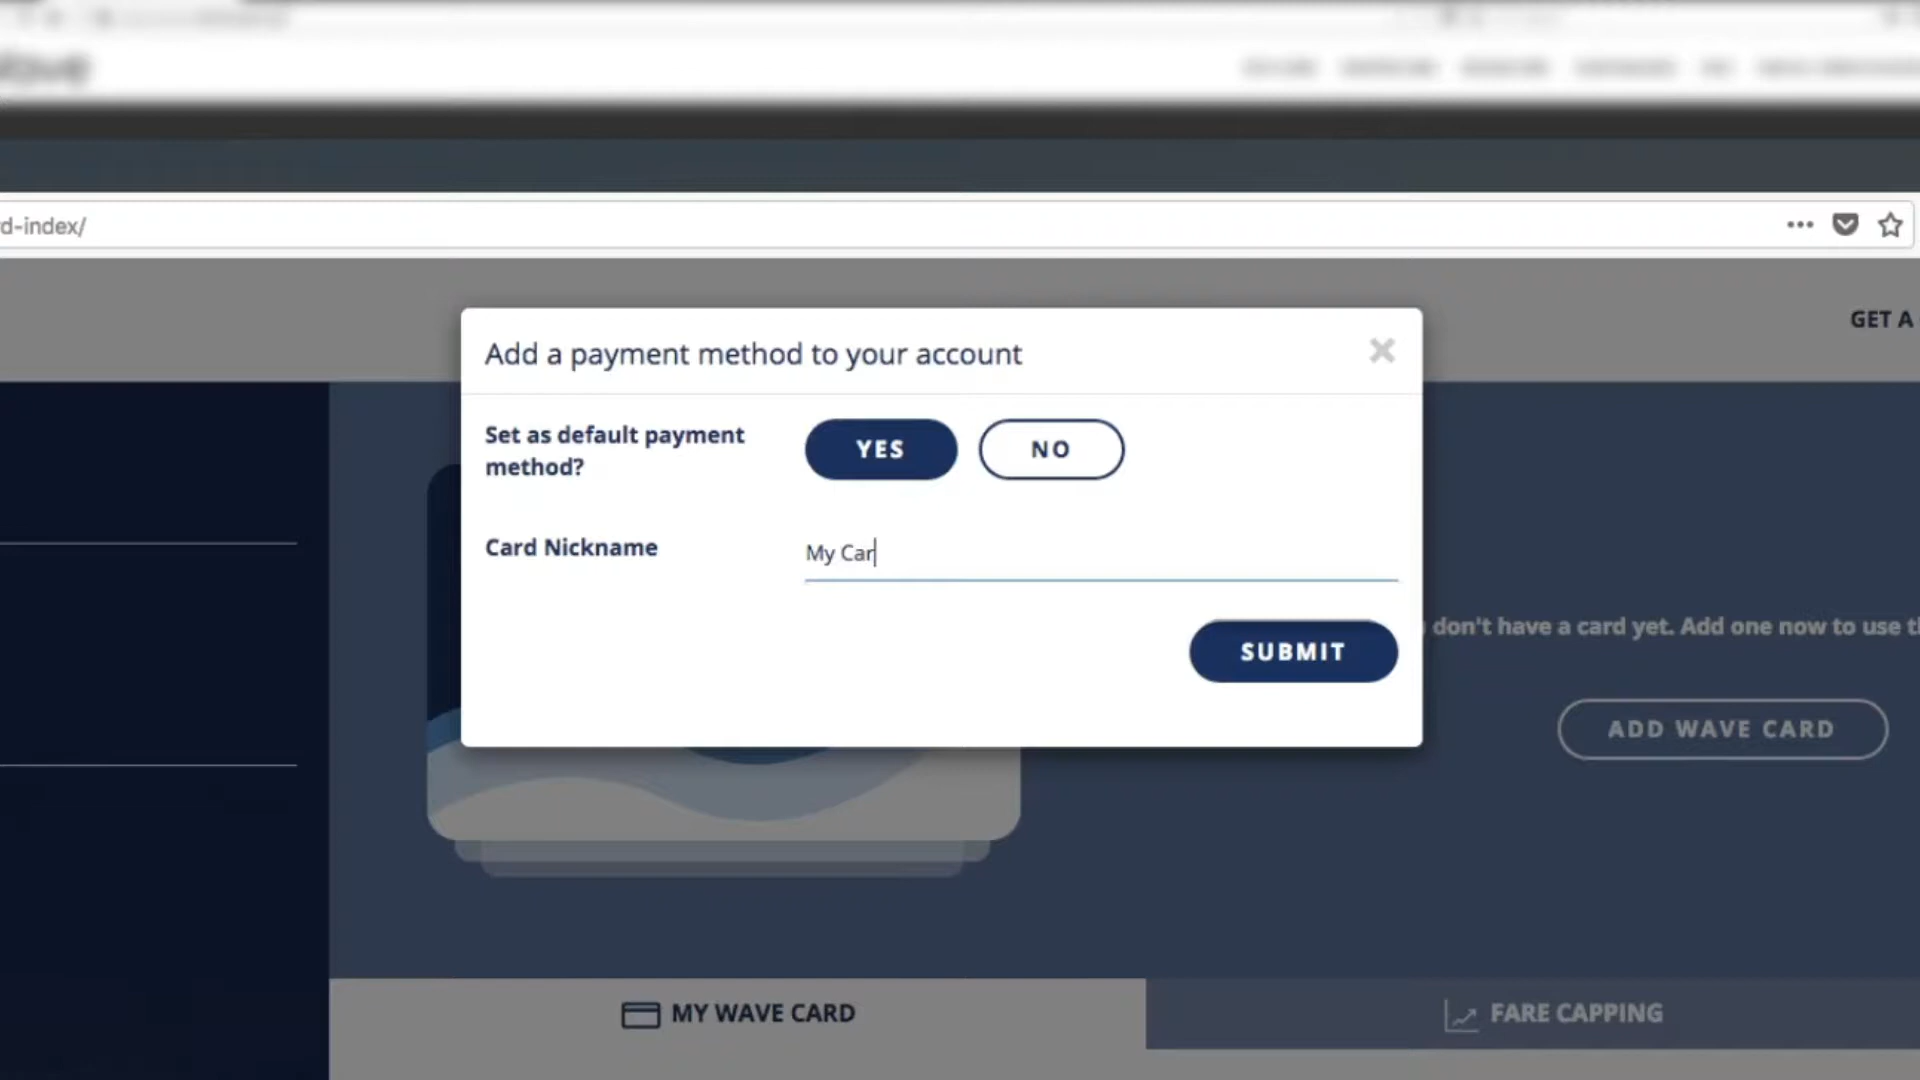 d-index/
GET A
Add a payment method to your account
Set as default payment
method?
YES
NO
Card Nickname
My Car
SUBMIT
don't have a card yet. Add one now to use
ADD WAVE CARD
MY WAVE CARD
FARE CAPPING